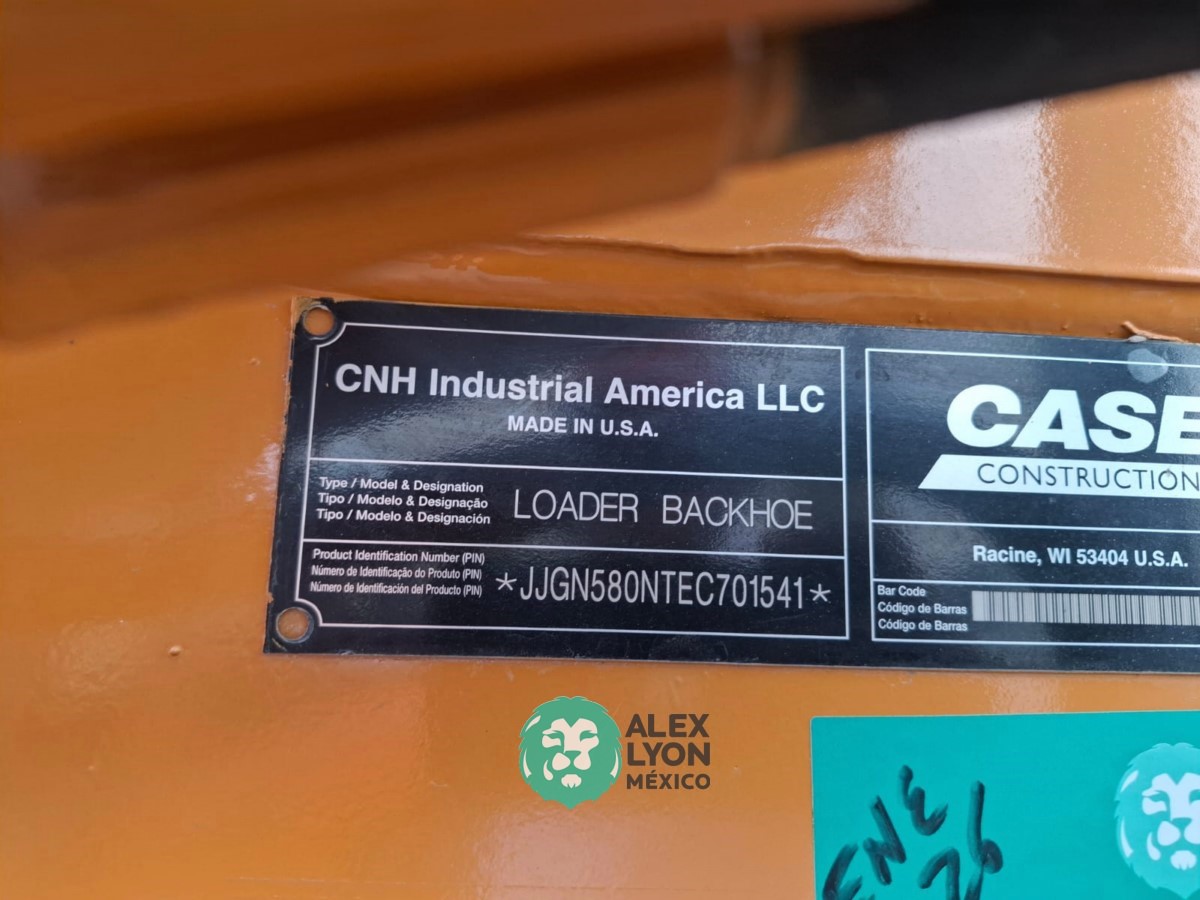 CNH Industrial America LLC
MADE IN U.S.A.
Type / Model & Designation
Tipo / Modelo & Designação
Tipo / Modelo & Designación
LOADER BACKHOE
Product Identification Number (PIN)
Número de Identificação do Produto (PIN)
Número de Identificación del Producto (PIN)
*JJGN580NTEC701541*
CASE
CONSTRUCTION
Racine, WI 53404 U.S.A.
Bar Code
Código de Barras
Código de Barras
ALEX
LYON
MÉXICO
ENE
26